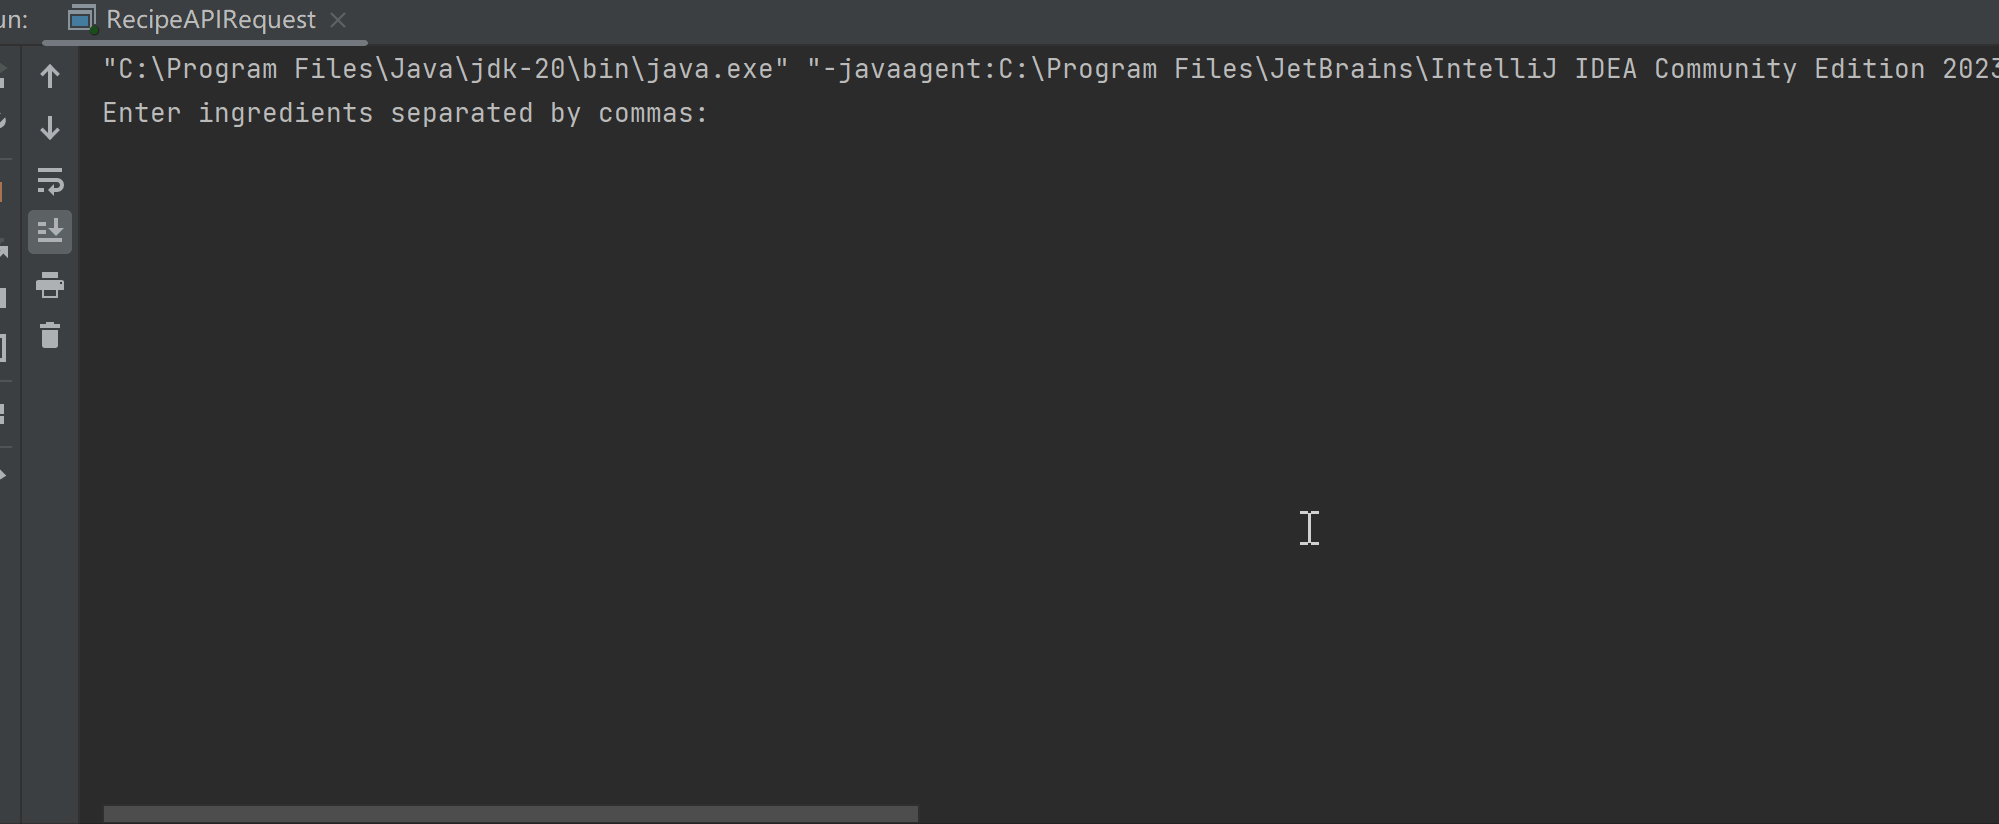 un:
RecipeAPIRequest
"C:\Program Files\Java\jdk-20\bin\java.exe" "-javaagent:C:\Program Files\JetBrains\IntelliJ IDEA Community Edition 2023
Enter ingredients separated by commas: